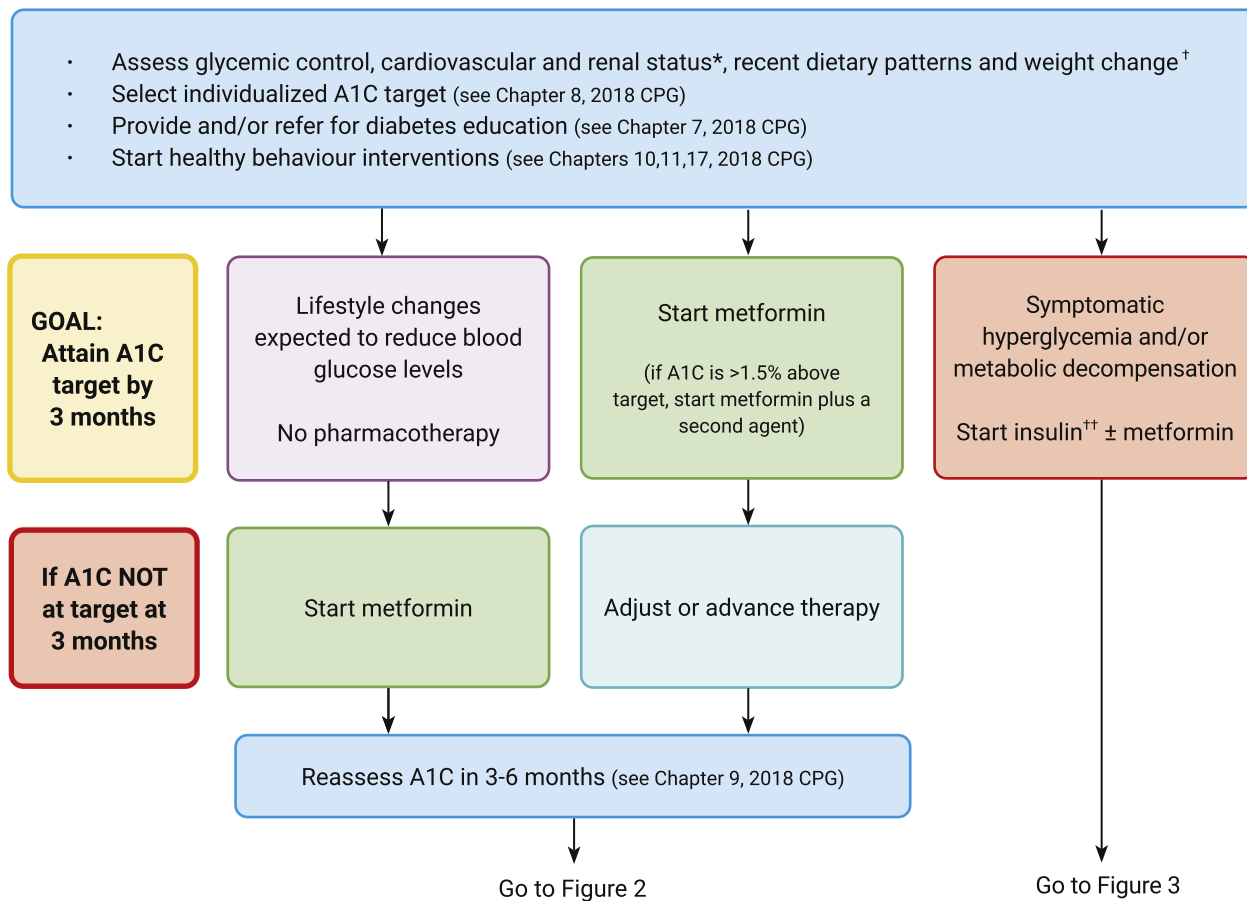 · Assess glycemic control, cardiovascular and renal status*, recent dietary patterns and weight change†
· Select individualized A1C target (see Chapter 8, 2018 CPG)
· Provide and/or refer for diabetes education (see Chapter 7, 2018 CPG)
· Start healthy behaviour interventions (see Chapters 10,11,17, 2018 CPG)
GOAL:
Attain A1C
target by
3 months
Lifestyle changes
expected to reduce blood
glucose levels
No pharmacotherapy
Start metformin
(if A1C is >1.5% above
target, start metformin plus a
second agent)
Symptomatic
hyperglycemia and/or
metabolic decompensation
Start insulin†† ± metformin
If A1C NOT
at target at
3 months
Start metformin
Adjust or advance therapy
Reassess A1C in 3-6 months (see Chapter 9, 2018 CPG)
Go to Figure 2
Go to Figure 3